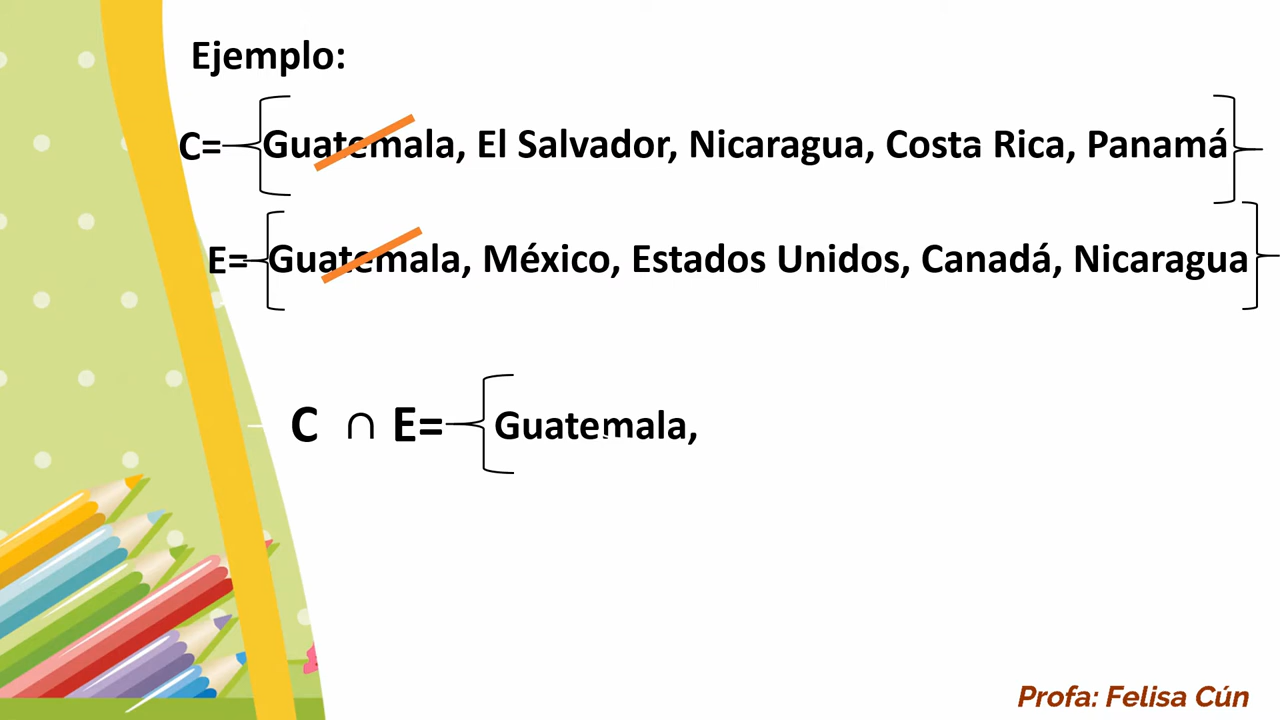 Ejemplo:
C= Guatemala, El Salvador, Nicaragua, Costa Rica, Panamá
E= Guatemala, México, Estados Unidos, Canadá, Nicaragua
C ∩ E= Guatemala,
Profa: Felisa Cún